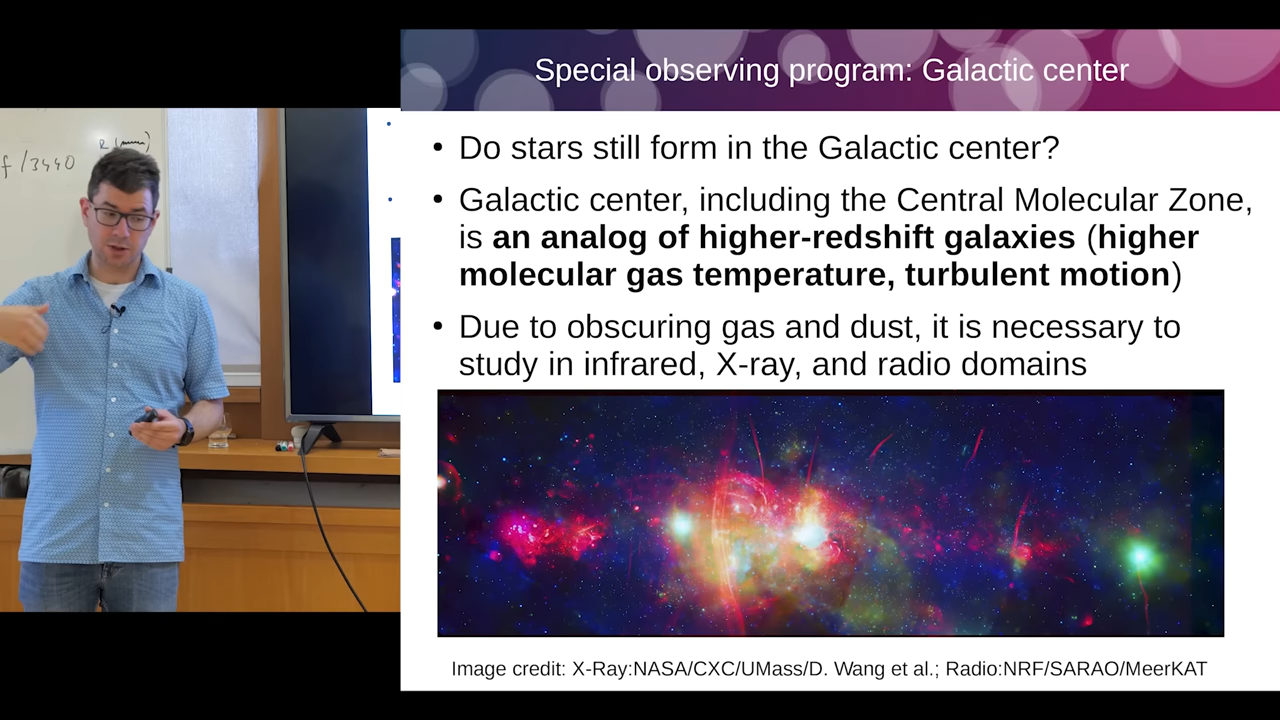 f /3440
Special observing program: Galactic center
• Do stars still form in the Galactic center?
• Galactic center, including the Central Molecular Zone,
is an analog of higher-redshift galaxies (higher
molecular gas temperature, turbulent motion)
• Due to obscuring gas and dust, it is necessary to
study in infrared, X-ray, and radio domains
Image credit: X-Ray:NASA/CXC/UMass/D. Wang et al.; Radio:NRF/SARAO/MeerKAT